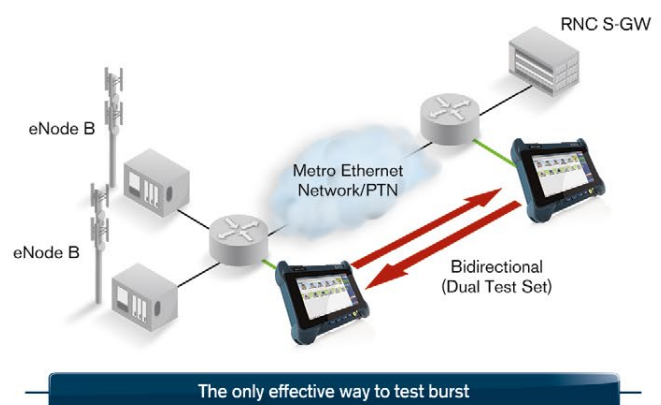 RNC S-GW
eNode B
Metro Ethernet
Network/PTN
eNode B
Bidirectional
(Dual Test Set)
The only effective way to test burst